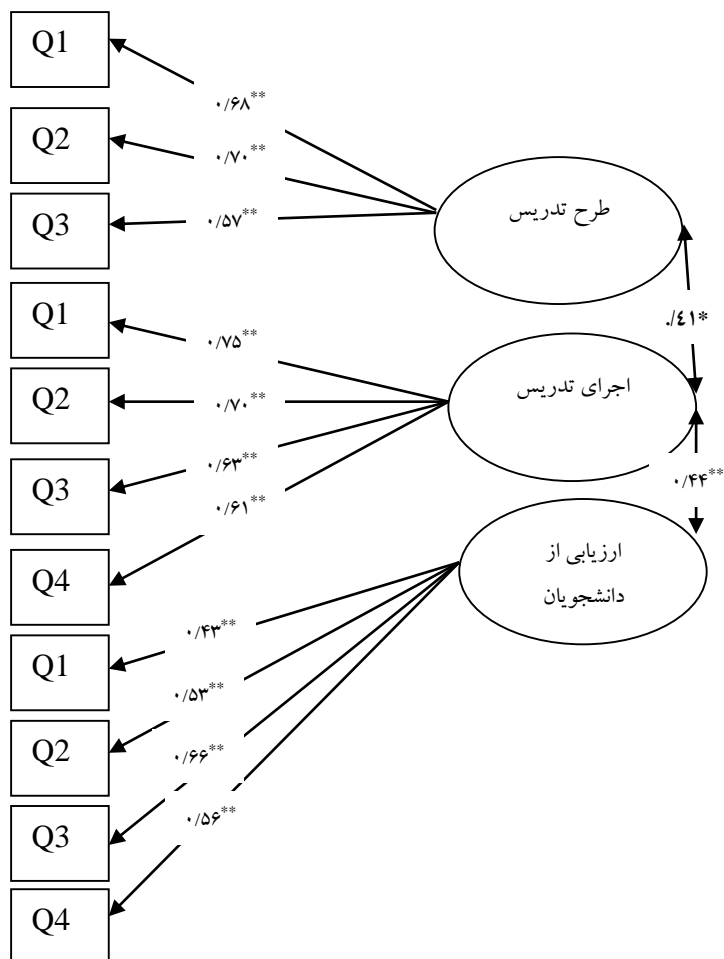 Q1
۰/۶۸**
Q2
۰/۷۰**
Q3
۰/۵۷**
طرح تدریس
Q1
۰/۷۵**
Q2
۰/۷۰**
Q3
۰/۶۳**
Q4
۰/۶۱**
اجرای تدریس
./٤١*
۰/۴۴**
Q1
۰/۴۳**
Q2
۰/۵۳**
Q3
۰/۶۶**
Q4
۰/۵۶**
ارزیابی از
دانشجویان